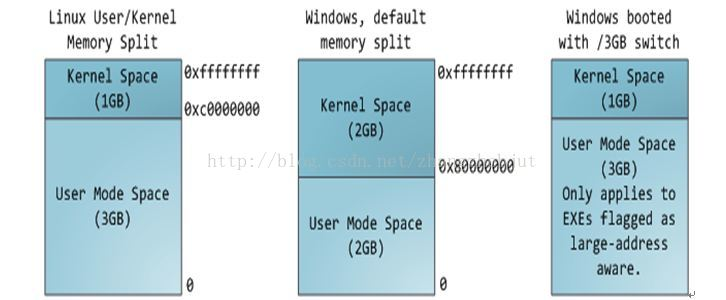 Linux User/Kernel
Memory Split
Kernel Space
(1GB)
0xffffffff
0xc0000000
User Mode Space
(3GB)
0
Windows, default
memory split
Kernel Space
(2GB)
0xffffffff
0x80000000
User Mode Space
(2GB)
0
Windows booted
with /3GB switch
Kernel Space
(1GB)
User Mode Space
(3GB)
Only applies to
EXEs flagged as
large-address
aware.